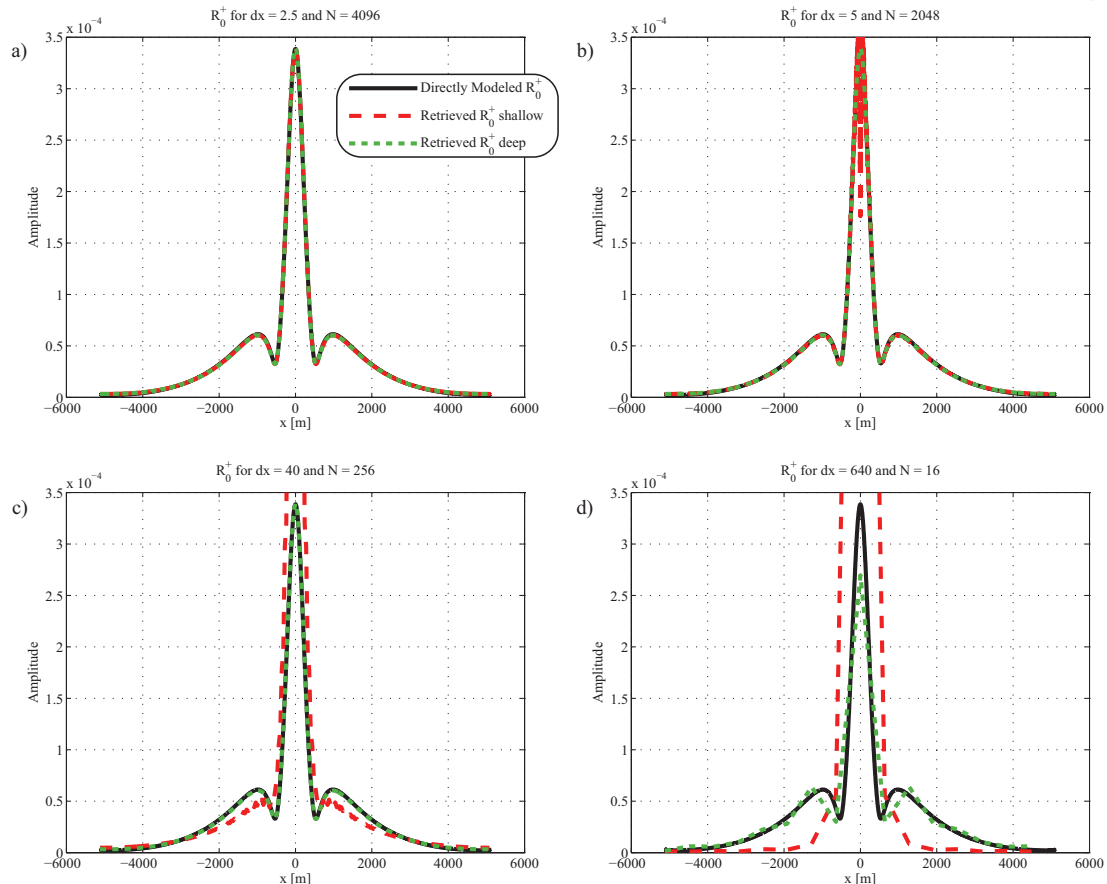 R₀⁺ for dx = 2.5 and N = 4096
x 10⁻⁴
a)
3.5
3
2.5
2
1.5
1
0.5
0
Amplitude
−6000 −4000 −2000 0 2000 4000 6000
x [m]
Directly Modeled R₀⁺
Retrieved R₀⁺ shallow
Retrieved R₀⁺ deep
R₀⁺ for dx = 5 and N = 2048
x 10⁻⁴
b)
3.5
3
2.5
2
1.5
1
0.5
0
Amplitude
−6000 −4000 −2000 0 2000 4000 6000
x [m]
R₀⁺ for dx = 40 and N = 256
x 10⁻⁴
c)
3.5
3
2.5
2
1.5
1
0.5
0
Amplitude
−6000 −4000 −2000 0 2000 4000 6000
x [m]
R₀⁺ for dx = 640 and N = 16
x 10⁻⁴
d)
3.5
3
2.5
2
1.5
1
0.5
0
Amplitude
−6000 −4000 −2000 0 2000 4000 6000
x [m]